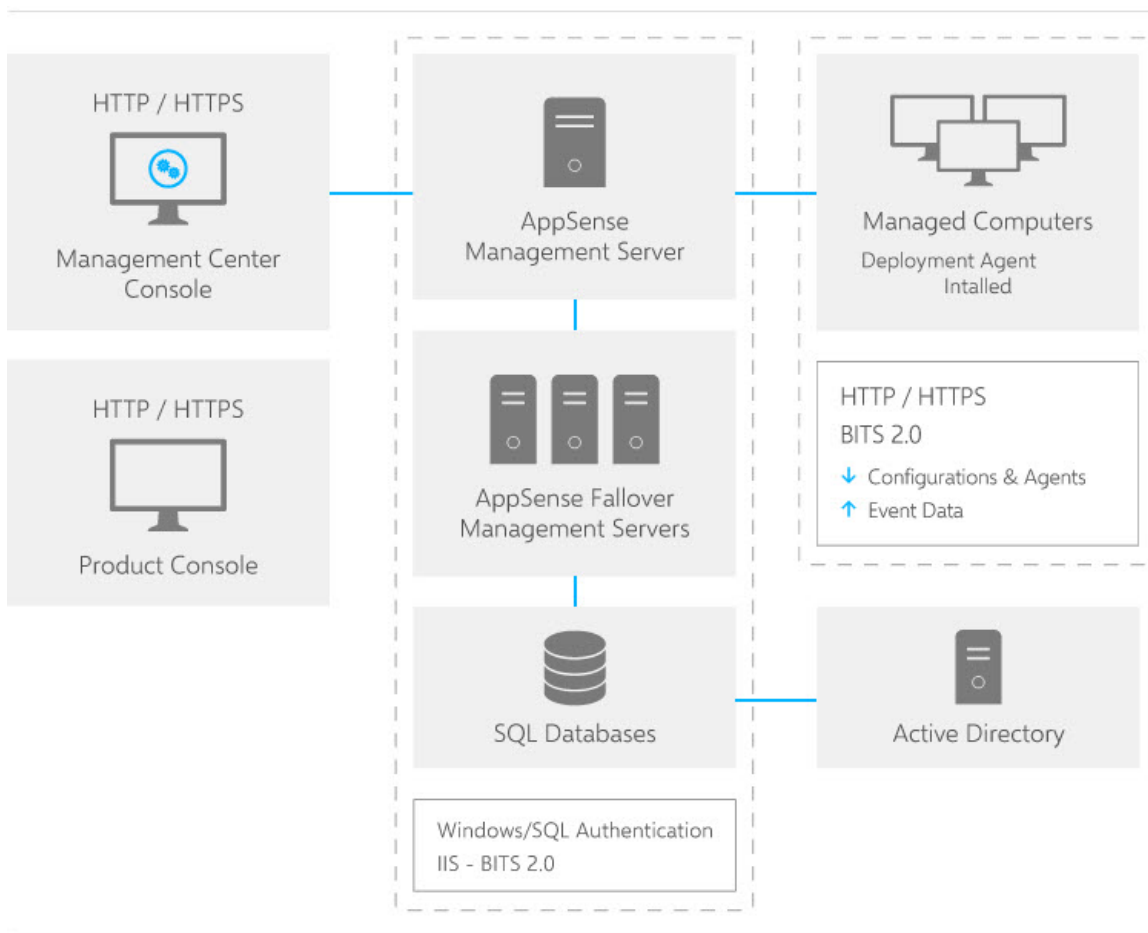 HTTP / HTTPS
Management Center
Console
HTTP / HTTPS
Product Console
AppSense
Management Server
AppSense Fallover
Management Servers
SQL Databases
Windows/SQL Authentication
IIS - BITS 2.0
Managed Computers
Deployment Agent
Intalled
HTTP / HTTPS
BITS 2.0
↓ Configurations & Agents
↑ Event Data
Active Directory